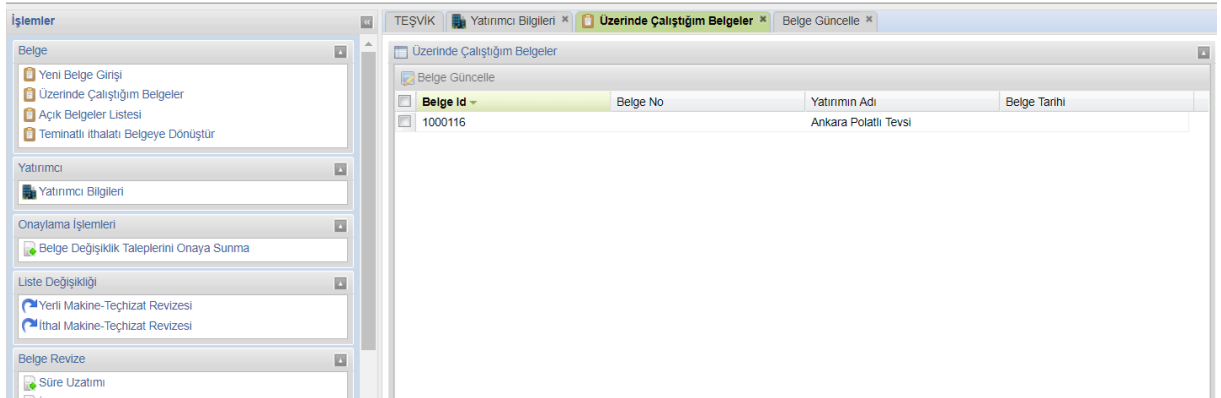 İşlemler
TEŞVİK
Yatırımcı Bilgileri
Üzerinde Çalıştığım Belgeler
Belge Güncelle
Belge
Yeni Belge Girişi
Üzerinde Çalıştığım Belgeler
Açık Belgeler Listesi
Teminatlı ithalatı Belgeye Dönüştür
Yatırımcı
Yatırımcı Bilgileri
Onaylama İşlemleri
Belge Değişiklik Taleplerini Onaya Sunma
Liste Değişikliği
Yerli Makine-Teçhizat Revizesi
İthal Makine-Teçhizat Revizesi
Belge Revize
Süre Uzatımı
Üzerinde Çalıştığım Belgeler
Belge Güncelle
Belge Id Belge No Yatırımın Adı Belge Tarihi
1000116 Ankara Polatlı Tevsi